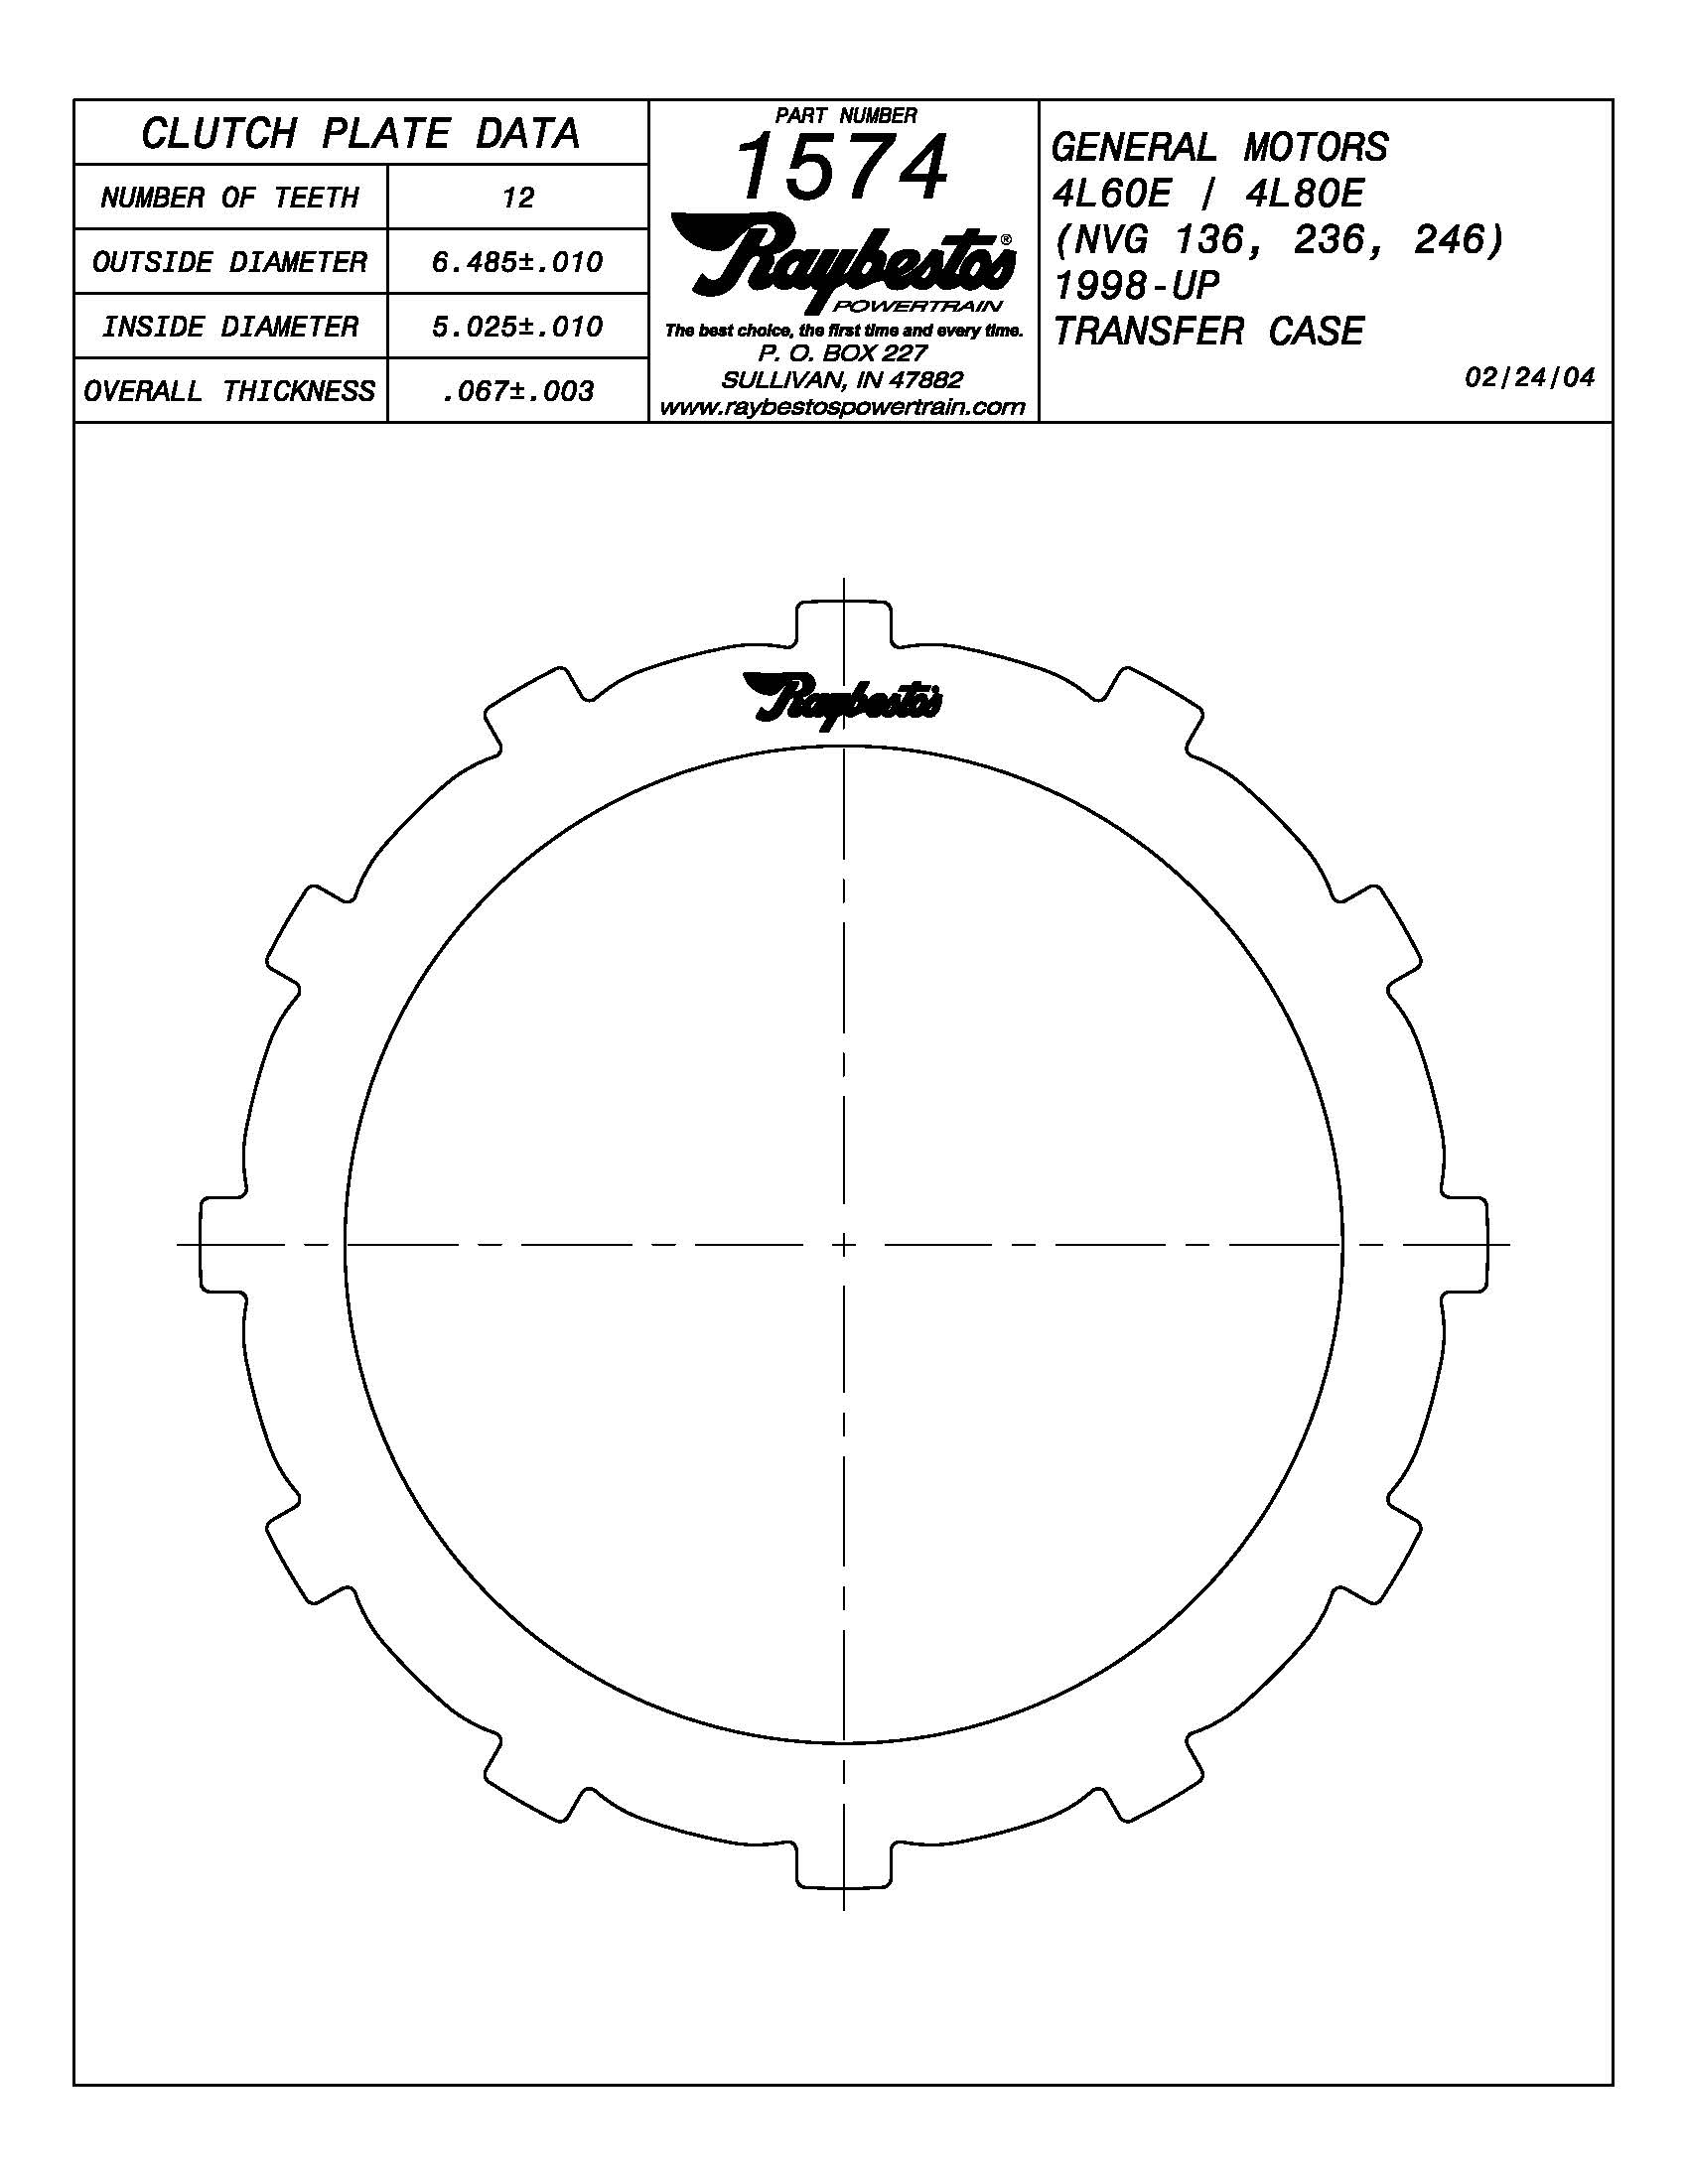 CLUTCH PLATE DATA
NUMBER OF TEETH 12
OUTSIDE DIAMETER 6.485±.010
INSIDE DIAMETER 5.025±.010
OVERALL THICKNESS .067±.003
PART NUMBER
1574
Raybestos®
POWERTRAIN
The best choice, the first time and every time.
P. O. BOX 227
SULLIVAN, IN 47882
www.raybestospowertrain.com
GENERAL MOTORS
4L60E / 4L80E
(NVG 136, 236, 246)
1998-UP
TRANSFER CASE
02/24/04
Raybestos